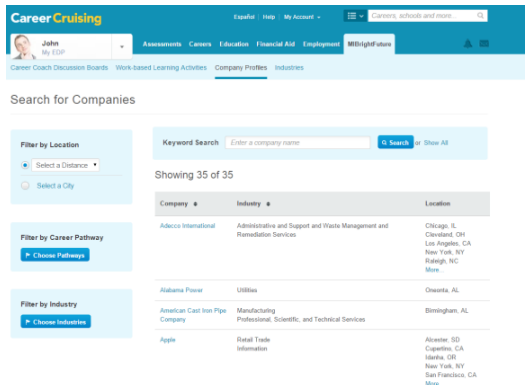 Career Cruising
Español | Help | My Account
Careers, schools and more...
John
My EDP
Assessments Careers Education Financial Aid Employment MIBrightFuture
Career Coach Discussion Boards Work-based Learning Activities Company Profiles Industries
Search for Companies
Filter by Location
Select a Distance
Select a City
Filter by Career Pathway
Choose Pathways
Filter by Industry
Choose Industries
Keyword Search Enter a company name Search or Show All
Showing 35 of 35
Company Industry Location
Adecco International Administrative and Support and Waste Management and Chicago, IL
Remediation Services Cleveland, OH
Los Angeles, CA
New York, NY
Raleigh, NC
More...
Alabama Power Utilities Oneonta, AL
American Cast Iron Pipe Manufacturing Birmingham, AL
Company Professional, Scientific, and Technical Services
Apple Retail Trade Alcester, SD
Information Cupertino, CA
Idanha, OR
New York, NY
San Francisco, CA
More...